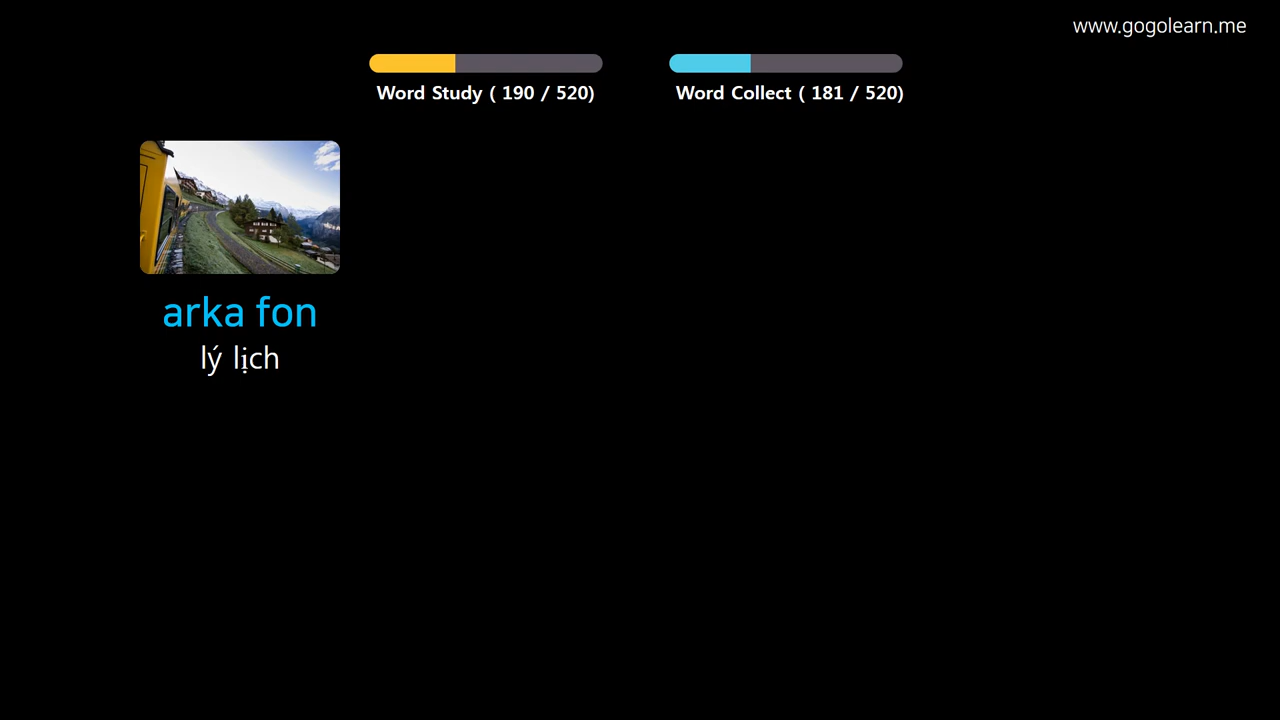 www.gogolearn.me
Word Study ( 190 / 520)
Word Collect ( 181 / 520)
arka fon
lý lịch